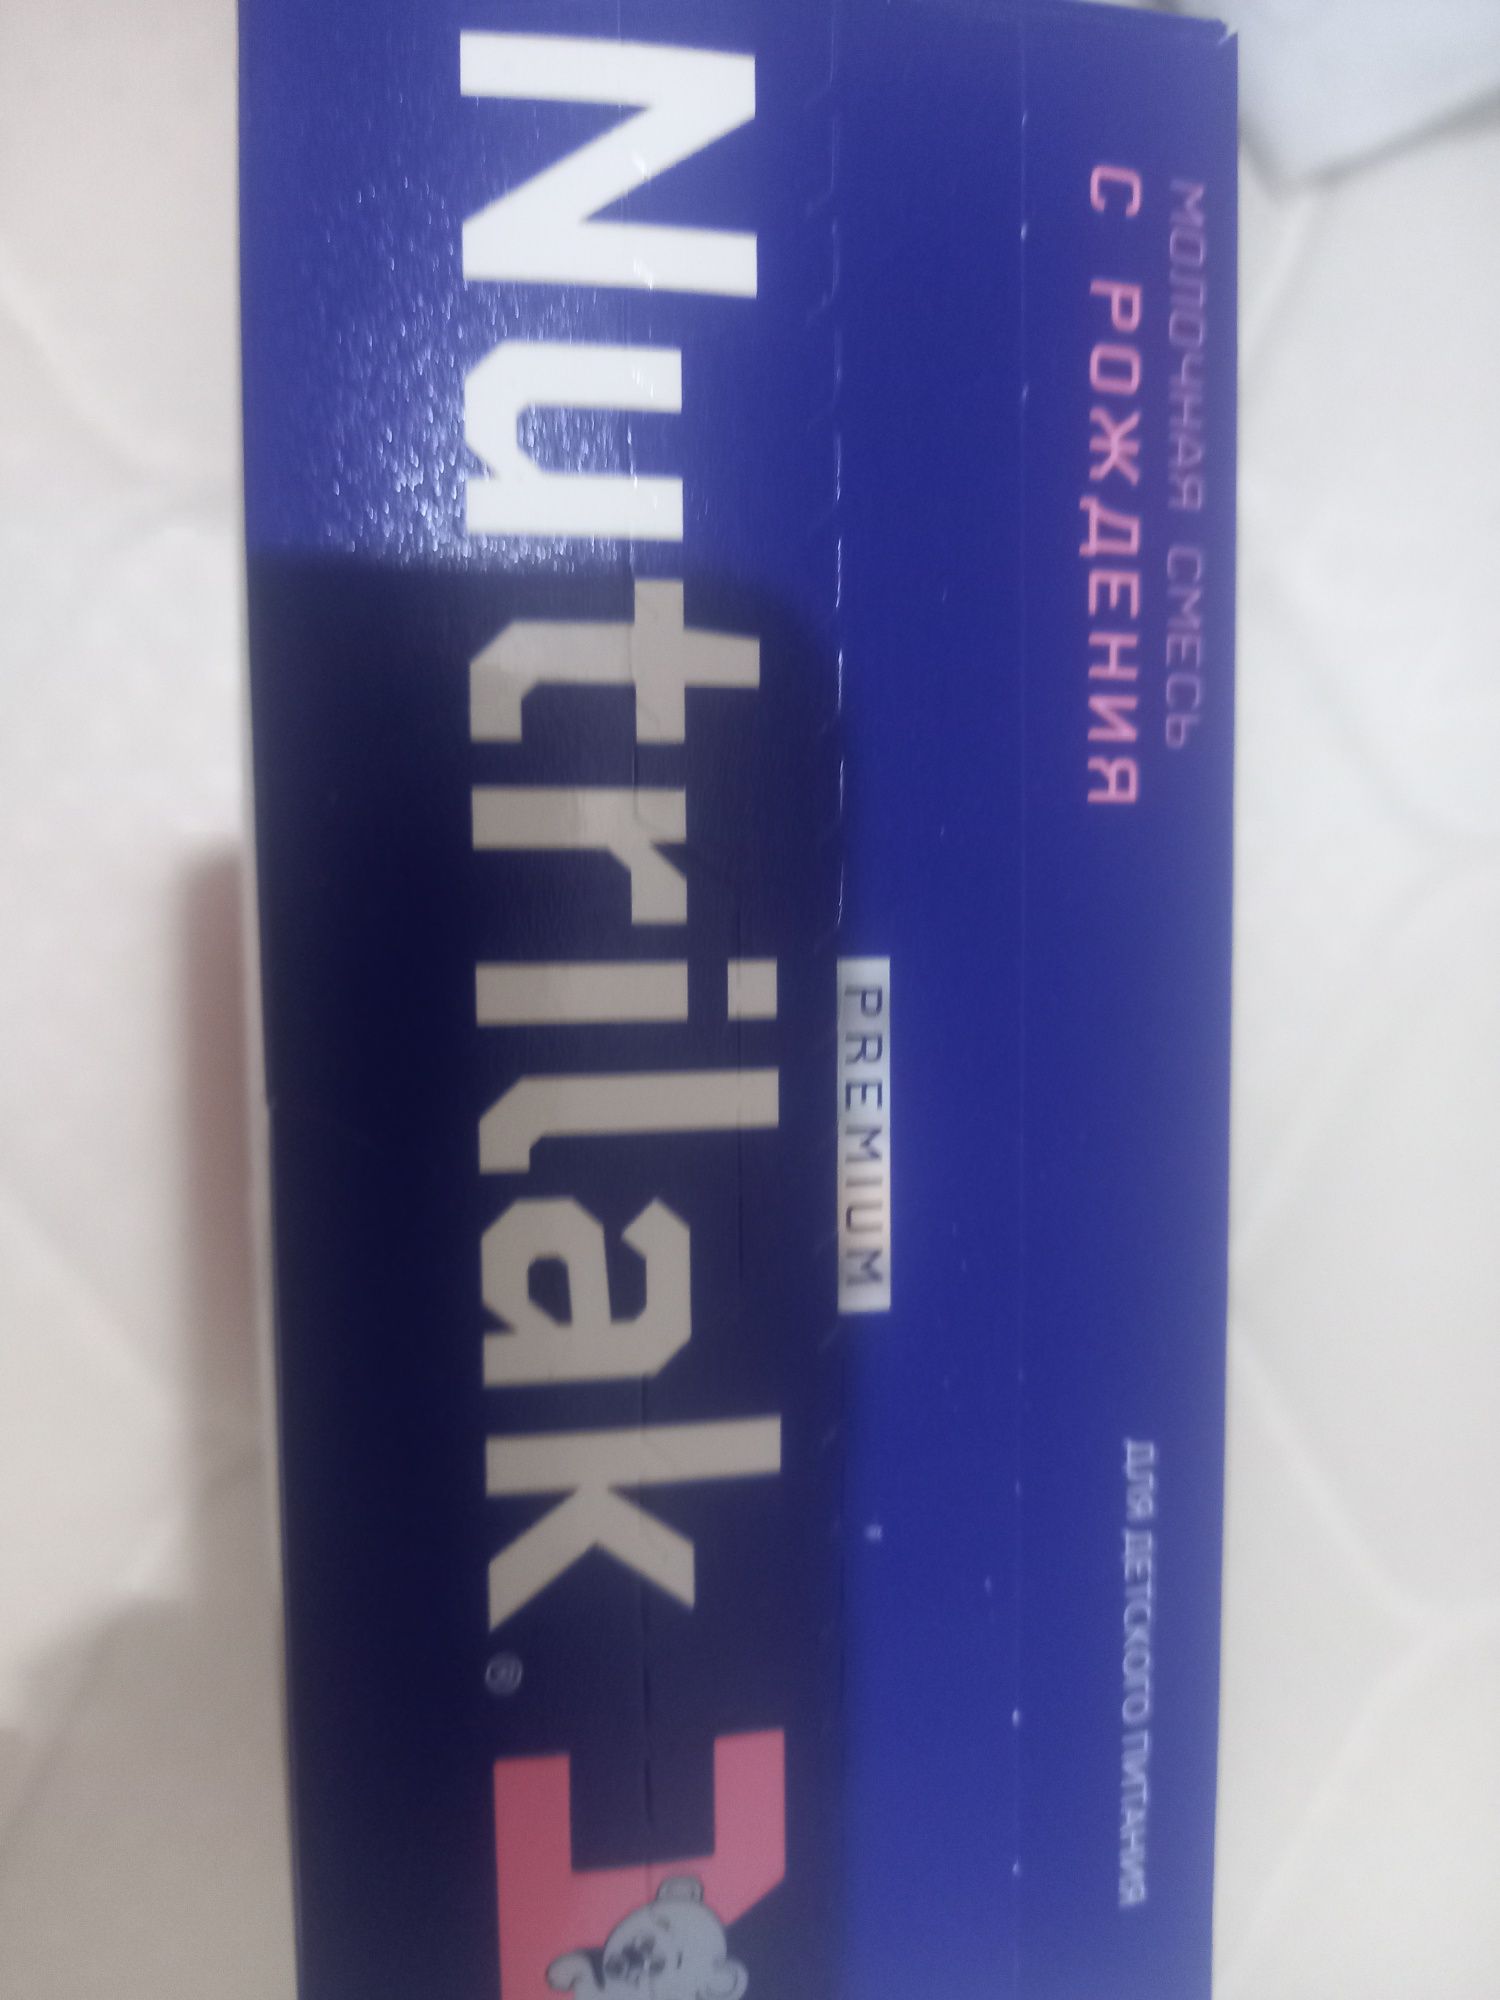 МОЛОЧНАЯ СМЕСЬ
С РОЖДЕНИЯ
ДЛЯ ДЕТСКОГО ПИТАНИЯ
PREMIUM
Nutrilak®